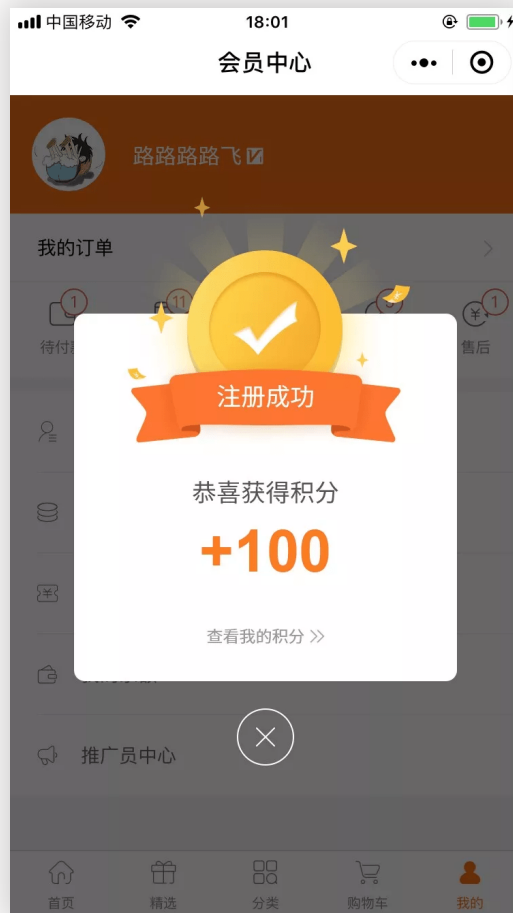 中国移动
18:01
会员中心
路路路路飞
我的订单
1
11
1
待付
售后
注册成功
恭喜获得积分
+100
查看我的积分
推广员中心
首页
精选
分类
购物车
我的